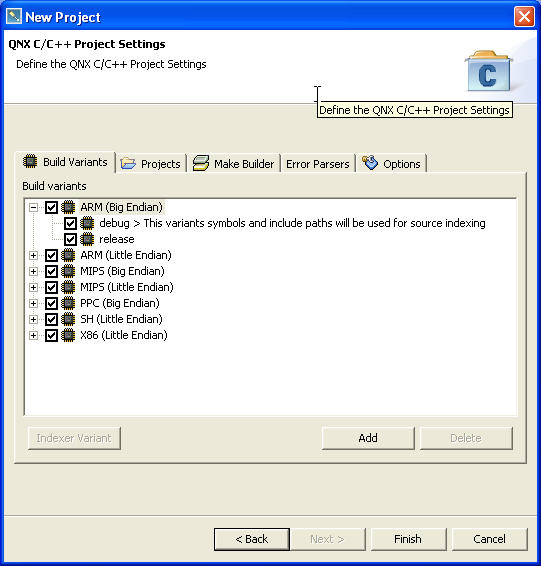 New Project
QNX C/C++ Project Settings
Define the QNX C/C++ Project Settings
Define the QNX C/C++ Project Settings
Build Variants Projects Make Builder Error Parsers Options
Build variants
ARM (Big Endian)
debug > This variants symbols and include paths will be used for source indexing
release
ARM (Little Endian)
MIPS (Big Endian)
MIPS (Little Endian)
PPC (Big Endian)
SH (Little Endian)
X86 (Little Endian)
Indexer Variant Add Delete
< Back Next > Finish Cancel